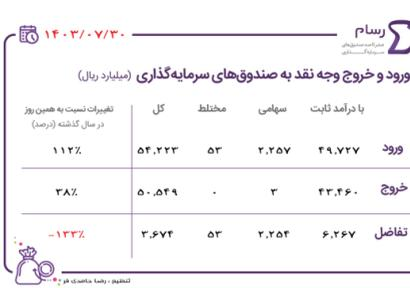 رسام
۱۴۰۳/۰۷/۳۰
ورود و خروج وجه نقد به صندوق‌های سرمایه‌گذاری (میلیارد ریال)
با درآمد ثابت سهامی مختلط کل تغییرات نسبت به همین روز
در سال گذشته (درصد)
ورود ۴۹,۷۲۷ ۲,۲۵۷ ۵۳ ۵۴,۲۲۳ ۱۱۲٪
خروج ۴۳,۴۶۰ ۳ ۰ ۵۰,۵۴۹ ۳۸٪
تفاضل ۶,۲۶۷ ۲,۲۵۴ ۵۳ ۳,۶۷۴ -۱۳۳٪
تنظیم : رضا حامدی فر